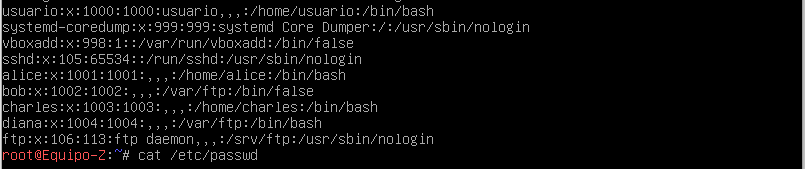 usuario:x:1000:1000:usuario,,,:/home/usuario:/bin/bash
systemd-coredump:x:999:999:systemd Core Dumper:/:/usr/sbin/nologin
vboxadd:x:998:1::/var/run/vboxadd:/bin/false
sshd:x:105:65534::/run/sshd:/usr/sbin/nologin
alice:x:1001:1001:,,,:/home/alice:/bin/bash
bob:x:1002:1002:,,,:/var/ftp:/bin/false
charles:x:1003:1003:,,,:/home/charles:/bin/bash
diana:x:1004:1004:,,,:/var/ftp:/bin/bash
ftp:x:106:113:ftp daemon,,,:/srv/ftp:/usr/sbin/nologin
root@Equipo-Z:~# cat /etc/passwd